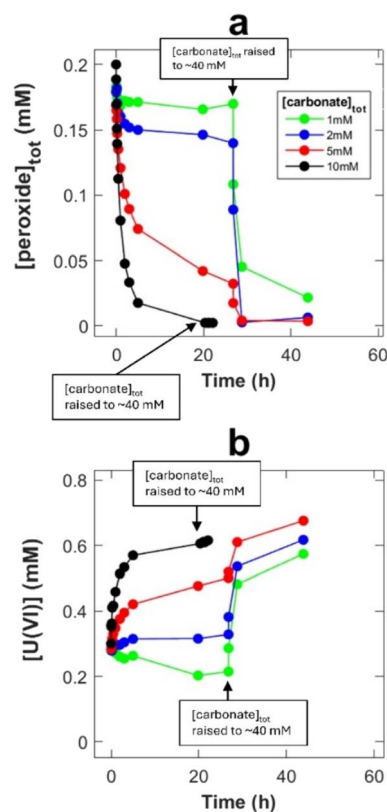 a
[carbonate]tot raised
to ~40 mM
[peroxide]tot (mM)
0.2
0.15
0.1
0.05
0
[carbonate]tot
1mM
2mM
5mM
10mM
0
20
40
60
Time (h)
[carbonate]tot
raised to ~40 mM
b
[carbonate]tot
raised to ~40 mM
[U(VI)] (mM)
0.8
0.6
0.4
0.2
0
[carbonate]tot
raised to ~40 mM
0
20
40
60
Time (h)